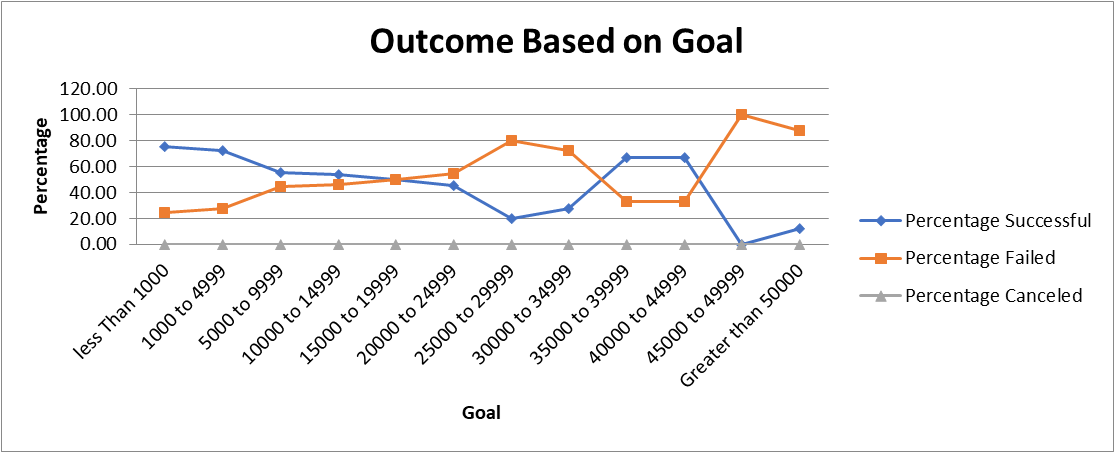 Outcome Based on Goal
Percentage
120.00
100.00
80.00
60.00
40.00
20.00
0.00
less Than 1000
1000 to 4999
5000 to 9999
10000 to 14999
15000 to 19999
20000 to 24999
25000 to 29999
30000 to 34999
35000 to 39999
40000 to 44999
45000 to 49999
Greater than 50000
Goal
Percentage Successful
Percentage Failed
Percentage Canceled